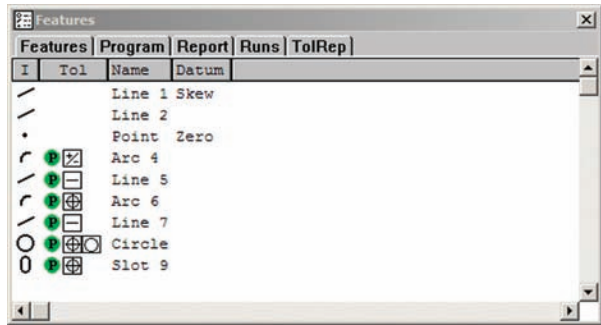 Features
Features Program Report Runs TolRep
I Tol Name Datum
Line 1 Skew
Line 2
Point Zero
P Arc 4
P Line 5
P Arc 6
P Line 7
P Circle
P Slot 9